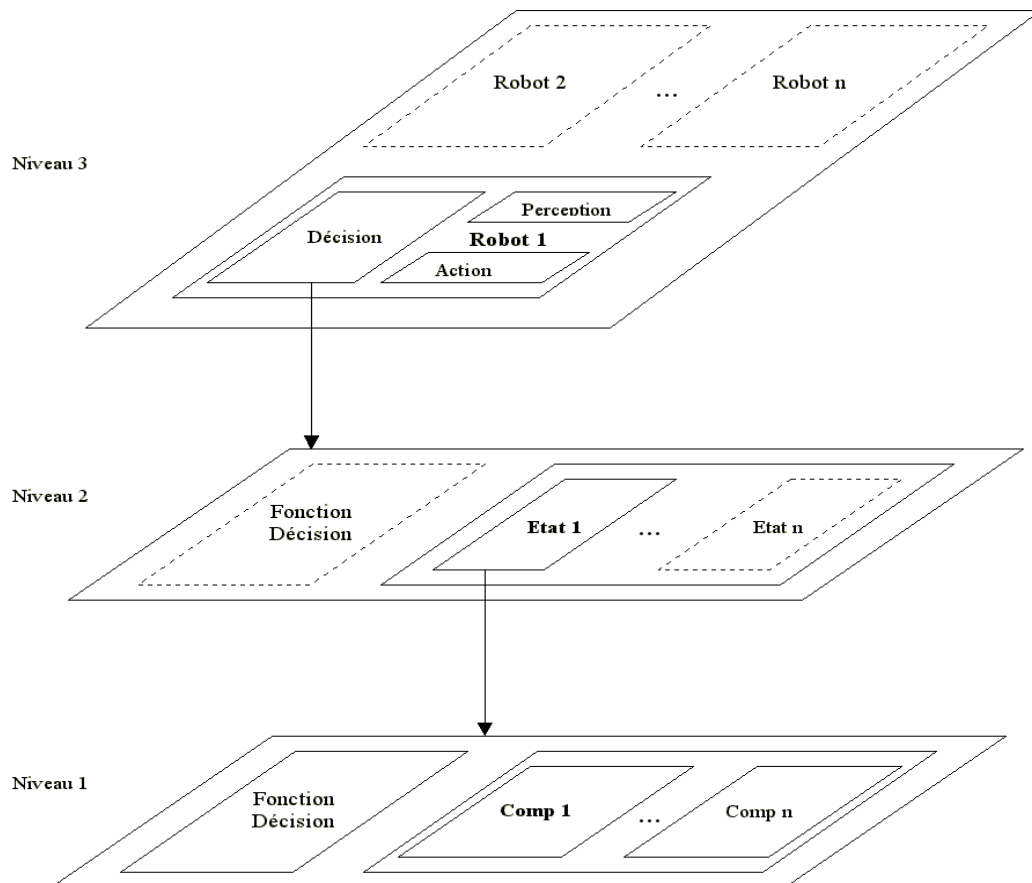 Robot 2
...
Robot n
Niveau 3
Perception
Décision
Robot 1
Action
Niveau 2
Fonction
Décision
Etat 1
...
Etat n
Niveau 1
Fonction
Décision
Comp 1
...
Comp n